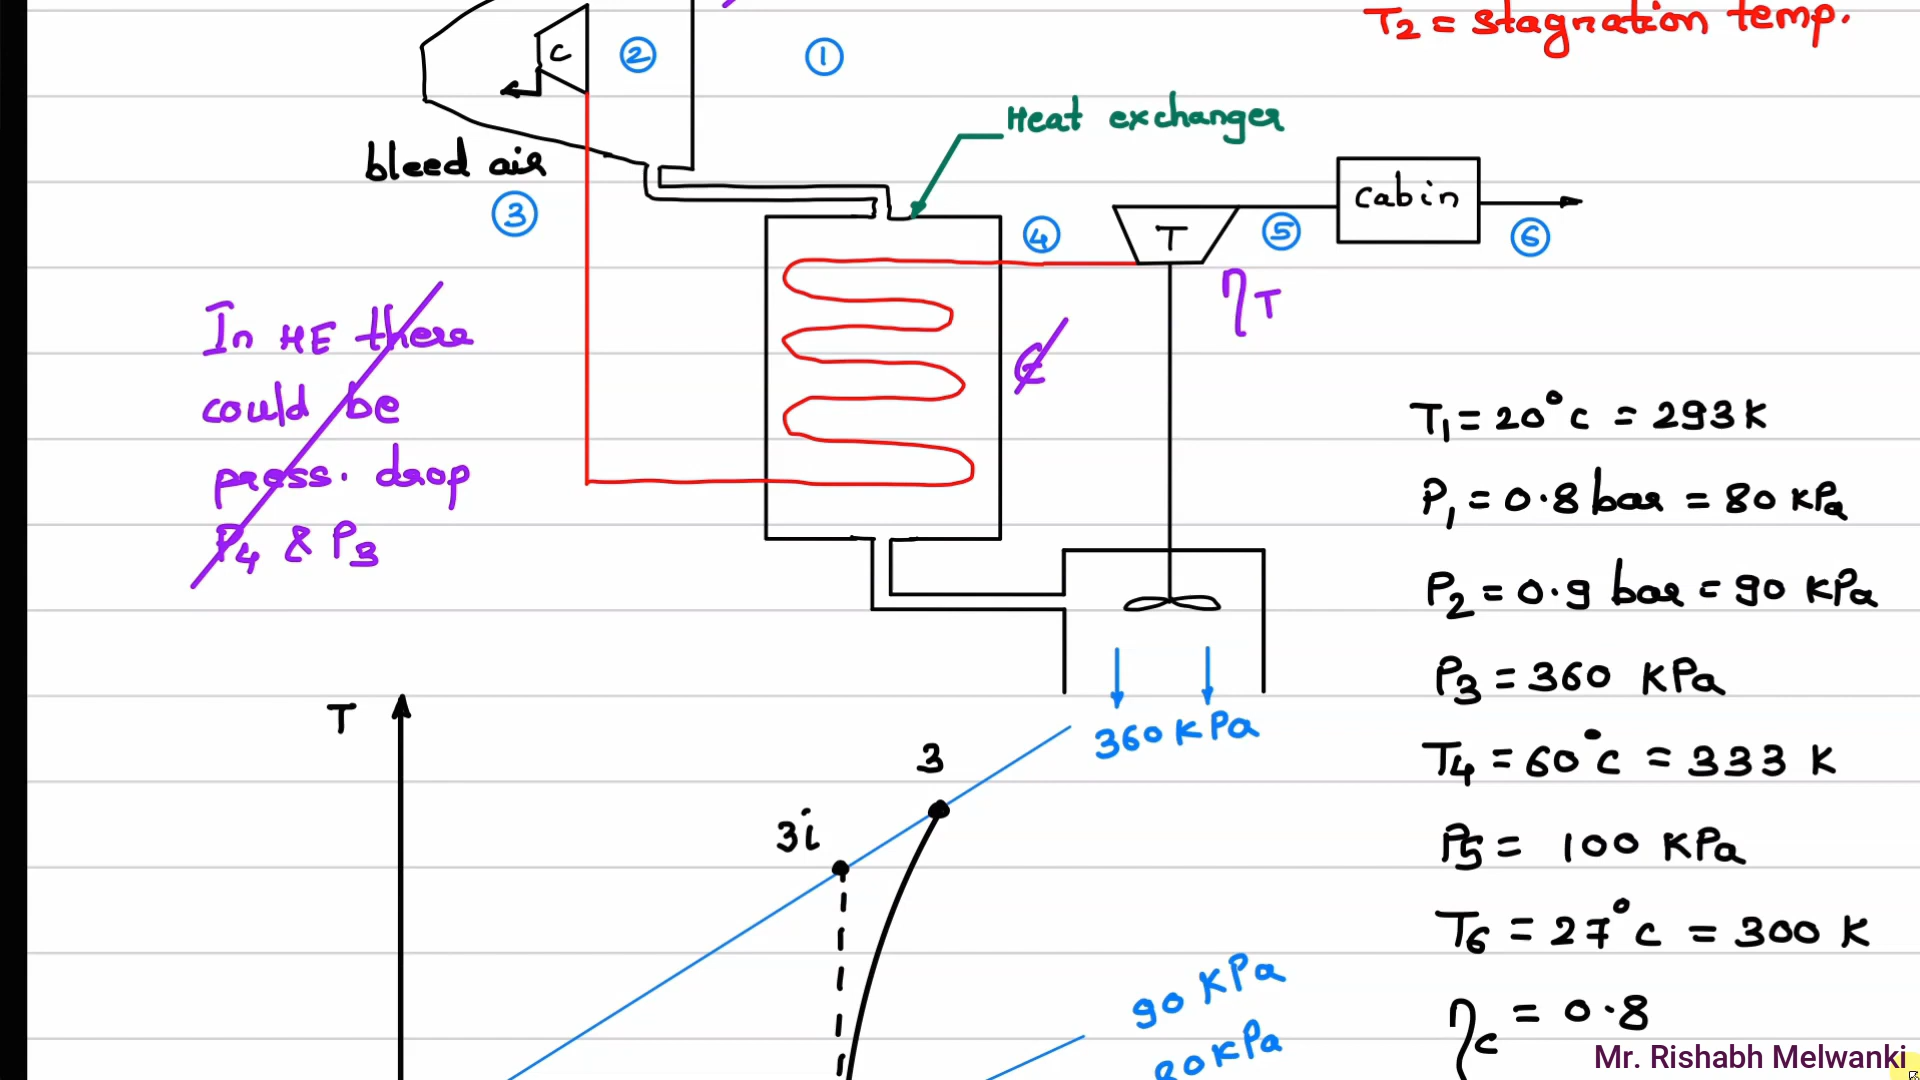 T2 = stagnation temp.
C
2
1
Heat exchanger
bleed air
3
4
T
5
cabin
6
ηT
In HE there
could be
press. drop
P4 & P3
T1 = 20°C = 293 K
P1 = 0.8 bar = 80 kPa
P2 = 0.9 bar = 90 kPa
P3 = 360 kPa
T4 = 60°C = 333 K
P5 = 100 kPa
T6 = 27°C = 300 K
ηc = 0.8
360 kPa
T
3
3i
90 kPa
80 kPa
Mr. Rishabh Melwanki